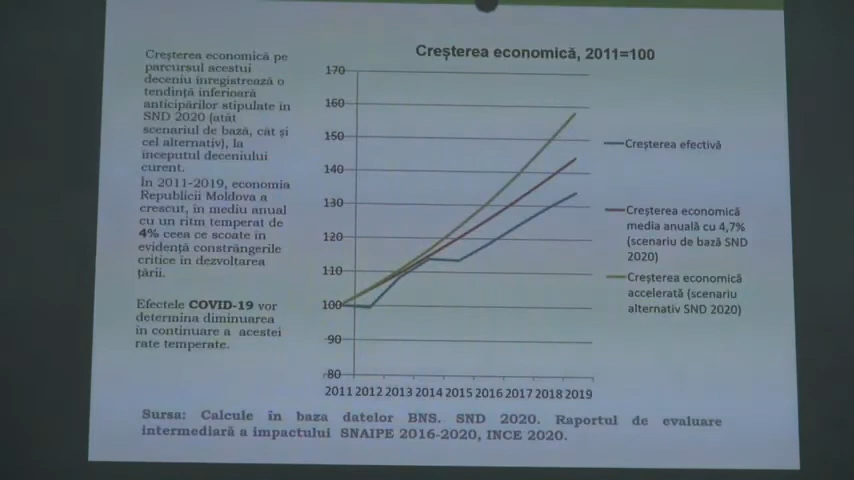 Creșterea economică pe
parcursul acestui
deceniu înregistrează o
tendință inferioară
anticipărilor stipulate în
SND 2020 (atât
scenariul de bază, cât și
cel alternativ), la
începutul deceniului
curent.
În 2011-2019, economia
Republicii Moldova a
crescut, în mediu anual
cu un ritm temperat de
4% ceea ce scoate în
evidență constrângerile
critice în dezvoltarea
țării.
Efectele COVID-19 vor
determina diminuarea
în continuare a acestei
rate temperate.
Creșterea economică, 2011=100
170
160
150
140
130
120
110
100
90
80
2011 2012 2013 2014 2015 2016 2017 2018 2019
Creșterea efectivă
Creșterea economică
media anuală cu 4,7%
(scenariu de bază SND
2020)
Creșterea economică
accelerată (scenariu
alternativ SND 2020)
Sursa: Calcule în baza datelor BNS. SND 2020. Raportul de evaluare
intermediară a impactului SNAIPE 2016-2020, INCE 2020.